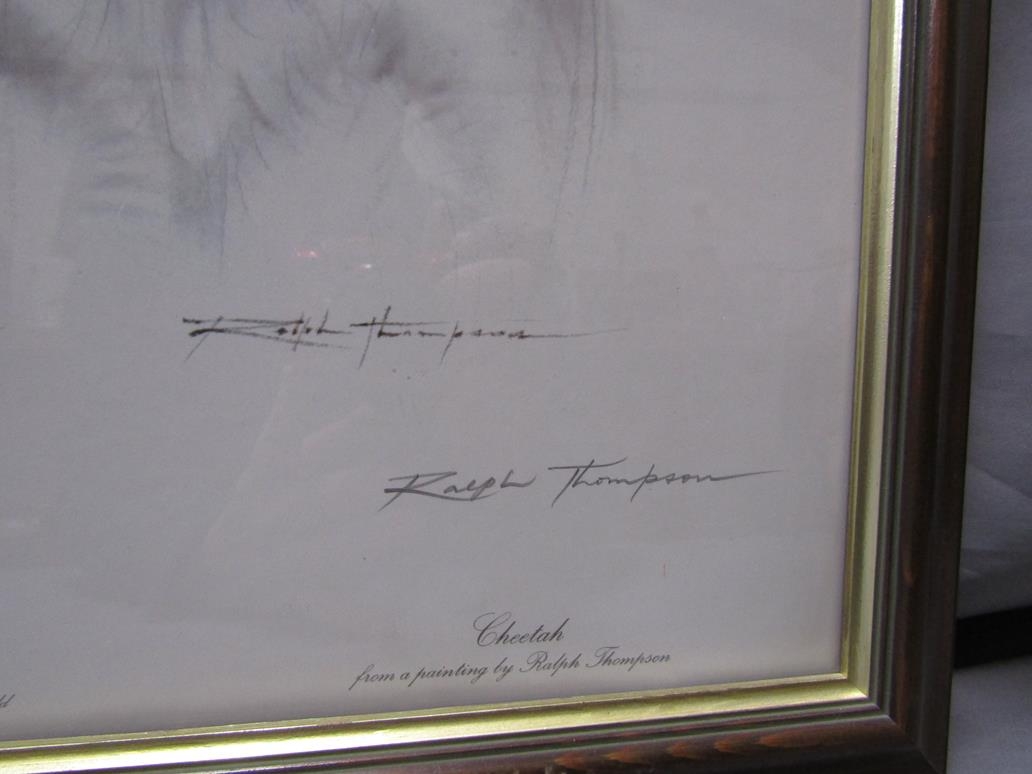 Ralph Thompson
Ralph Thompson
Cheetah
from a painting by Ralph Thompson